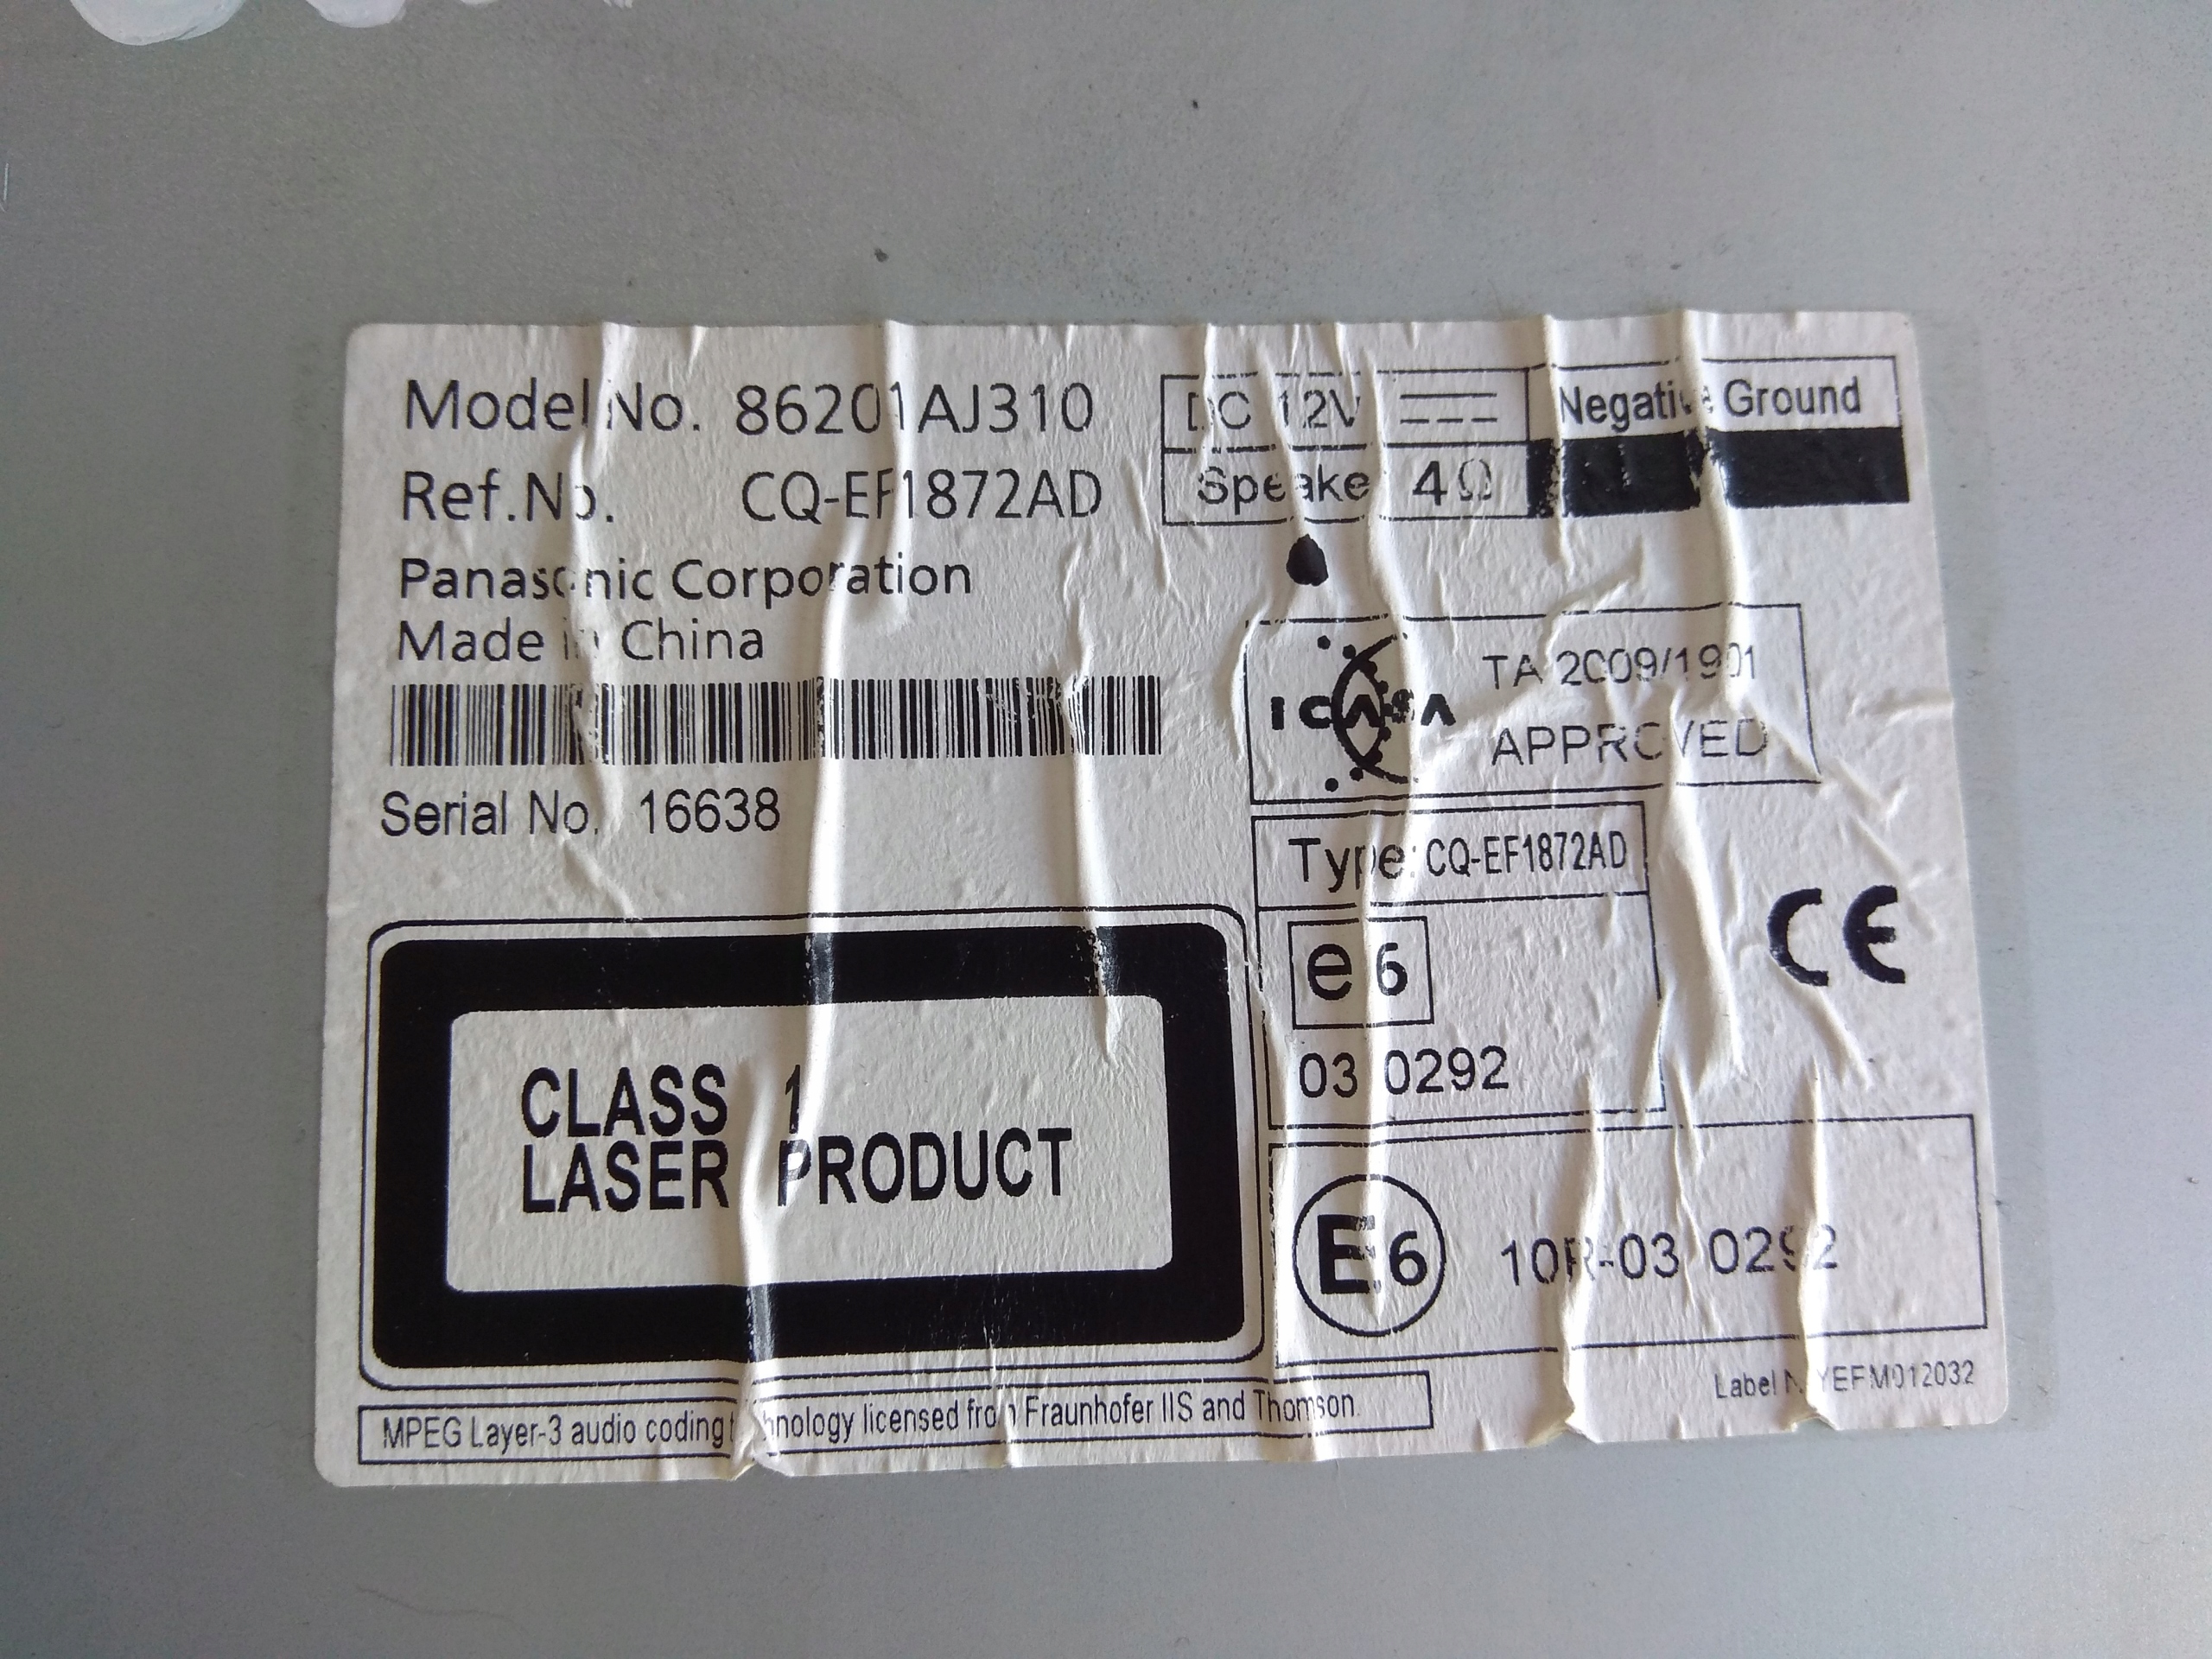 Model No. 86201AJ310
Ref.No. CQ-EF1872AD
Panasonic Corporation
Made in China
Serial No. 16638
DC 12V
Negative Ground
Speaker 4Ω
ICASA
TA 2009/1901
APPROVED
Type: CQ-EF1872AD
e6
03 0292
CE
CLASS 1
LASER PRODUCT
E6 10R-03 0292
Label YEFM012032
MPEG Layer-3 audio coding technology licensed from Fraunhofer IIS and Thomson.